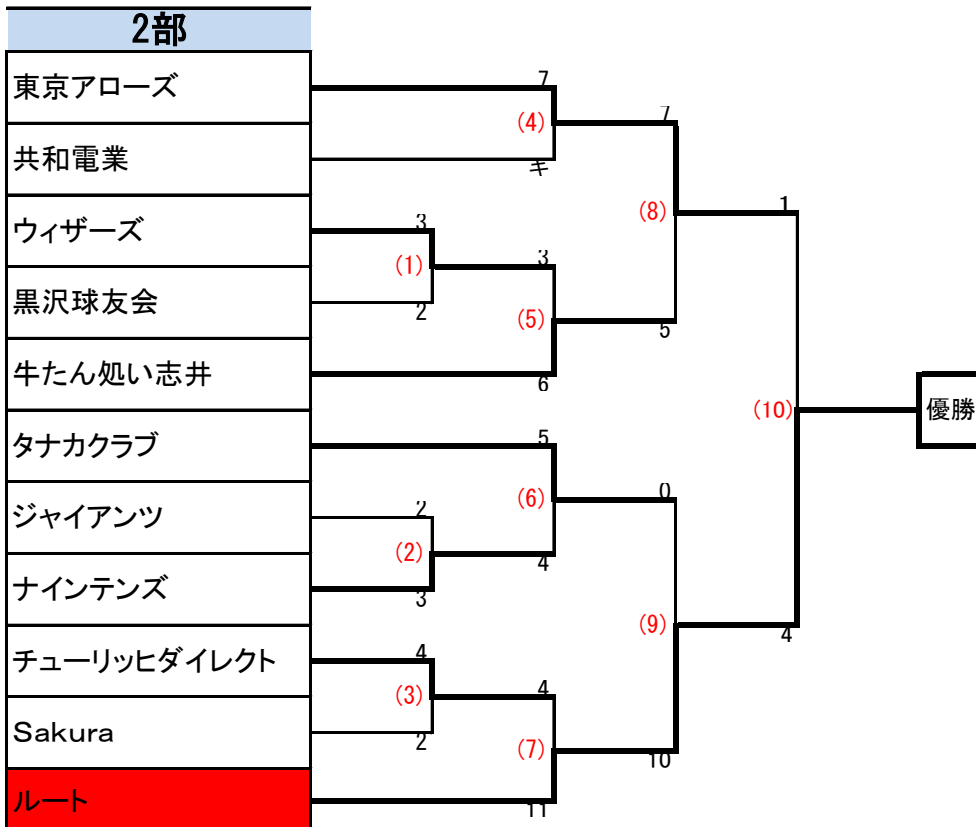 2部
東京アローズ
7
(4)
7
共和電業
キ
ウィザーズ
3
(8)
1
(1)
3
黒沢球友会
2
(5)
5
牛たん処い志井
6
(10)
優勝
タナカクラブ
5
(6)
0
ジャイアンツ
2
(2)
4
ナインテンズ
3
(9)
4
チューリッヒダイレクト
4
(3)
4
Sakura
2
(7)
10
ルート
11